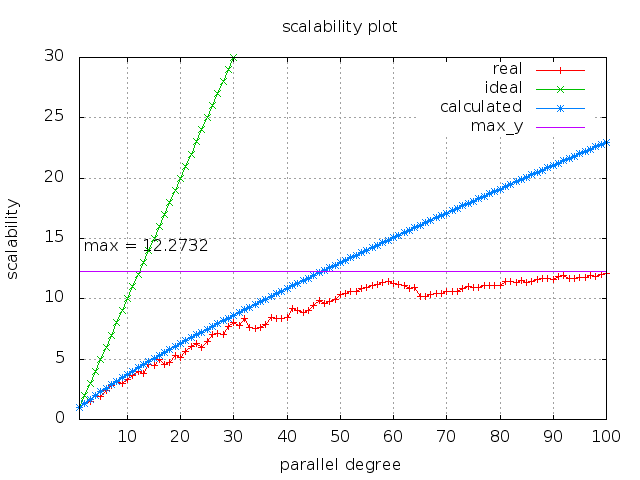 scalability plot
30
25
20
15
10
5
0
scalability
real
ideal
calculated
max_y
max = 12.2732
10 20 30 40 50 60 70 80 90 100
parallel degree